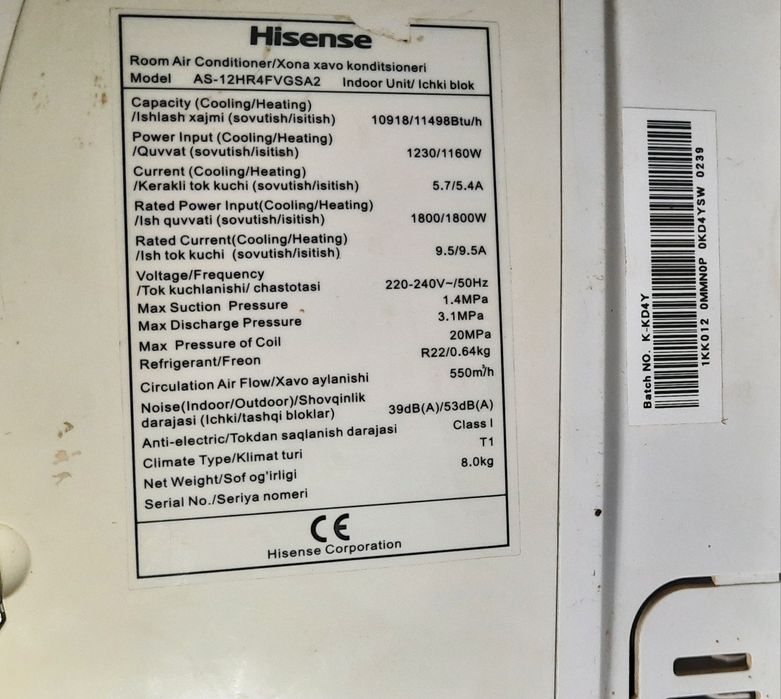 Hisense
Room Air Conditioner/Xona xavo konditsioneri
Model AS-12HR4FVGSA2 Indoor Unit/ Ichki blok
Capacity (Cooling/Heating)
/Ishlash xajmi (sovutish/isitish) 10918/11498Btu/h
Power Input (Cooling/Heating)
/Quvvat (sovutish/isitish) 1230/1160W
Current (Cooling/Heating)
/Kerakli tok kuchi (sovutish/isitish) 5.7/5.4A
Rated Power Input(Cooling/Heating)
/Ish quvvati (sovutish/isitish) 1800/1800W
Rated Current(Cooling/Heating)
/Ish tok kuchi (sovutish/isitish) 9.5/9.5A
Voltage/Frequency
/Tok kuchlanishi/ chastotasi 220-240V~/50Hz
Max Suction Pressure 1.4MPa
Max Discharge Pressure 3.1MPa
Max Pressure of Coil 20MPa
Refrigerant/Freon R22/0.64kg
Circulation Air Flow/Xavo aylanishi 550m³/h
Noise(Indoor/Outdoor)/Shovqinlik
darajasi (Ichki/tashqi bloklar) 39dB(A)/53dB(A)
Anti-electric/Tokdan saqlanish darajasi Class I
Climate Type/Klimat turi T1
Net Weight/Sof og'irligi 8.0kg
Serial No./Seriya nomeri
CE
Hisense Corporation
Batch NO. K-KD4Y
1KK012 0MMN0P 0KD4YSW 0239